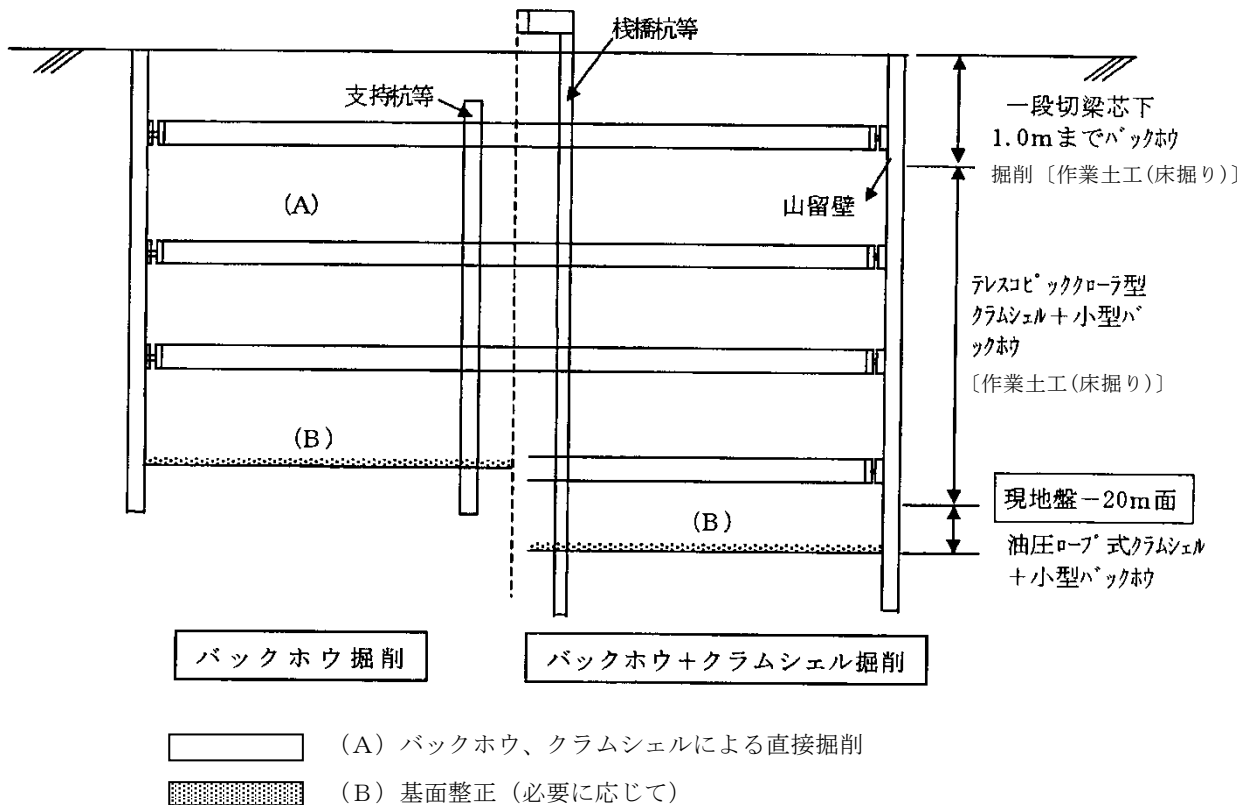 桟橋杭等
支持杭等
一段切梁芯下
1.0mまでバックホウ
掘削〔作業土工(床掘り)〕
山留壁
(A)
テレスコピッククローラ型
クラムシェル+小型バ
ックホウ
〔作業土工(床掘り)〕
(B)
(B)
現地盤-20m面
油圧ロープ式クラムシェル
+小型バックホウ
バックホウ掘削
バックホウ+クラムシェル掘削
(A)バックホウ、クラムシェルによる直接掘削
(B)基面整正(必要に応じて)